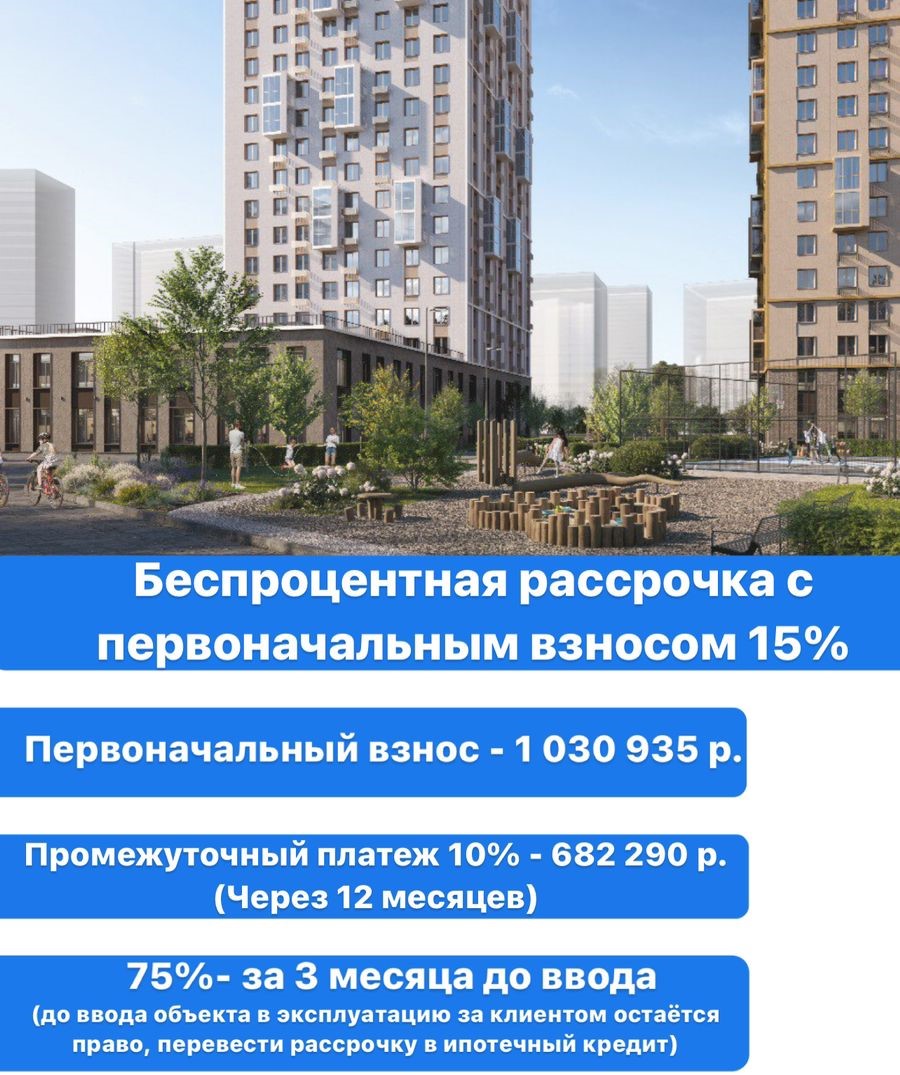 Беспроцентная рассрочка с
первоначальным взносом 15%
Первоначальный взнос - 1 030 935 р.
Промежуточный платеж 10% - 682 290 р.
(Через 12 месяцев)
75%- за 3 месяца до ввода
(до ввода объекта в эксплуатацию за клиентом остаётся
право, перевести рассрочку в ипотечный кредит)